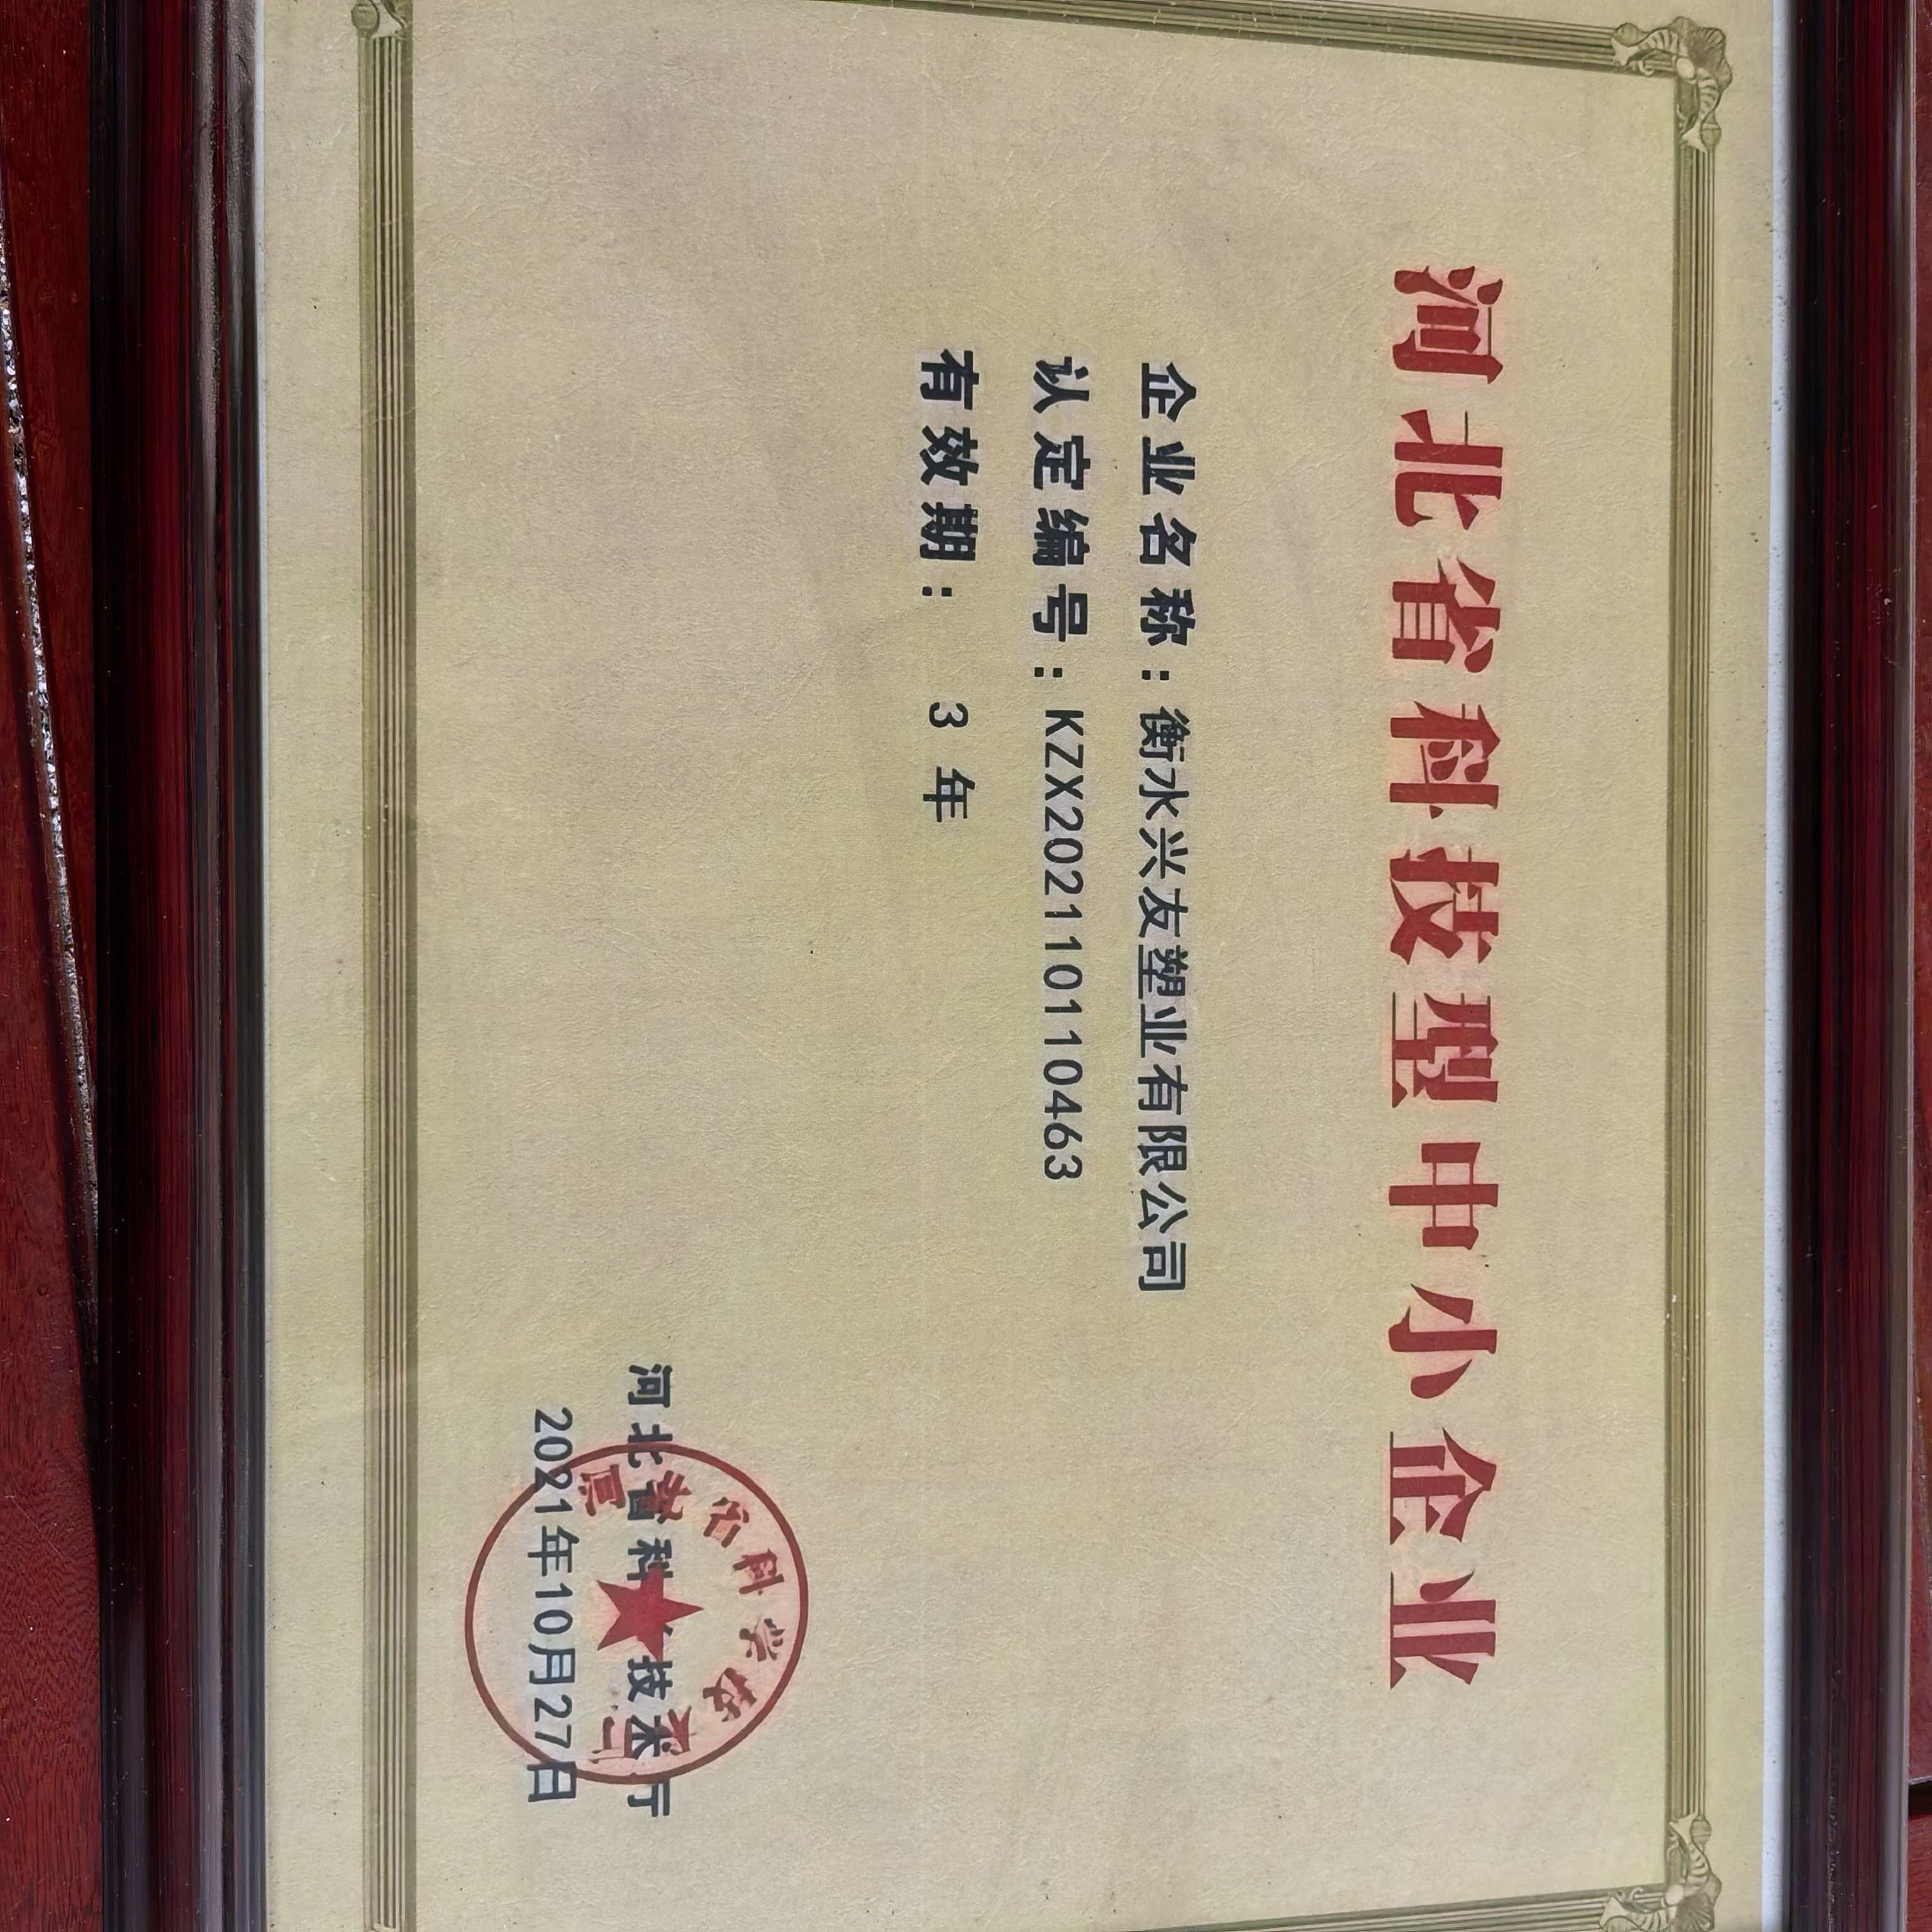 河北省科技型中小企业
企业名称：衡水兴友塑业有限公司
认定编号：KZX202110110463
有效期： 3 年
河北省科学技术厅
2021年10月27日